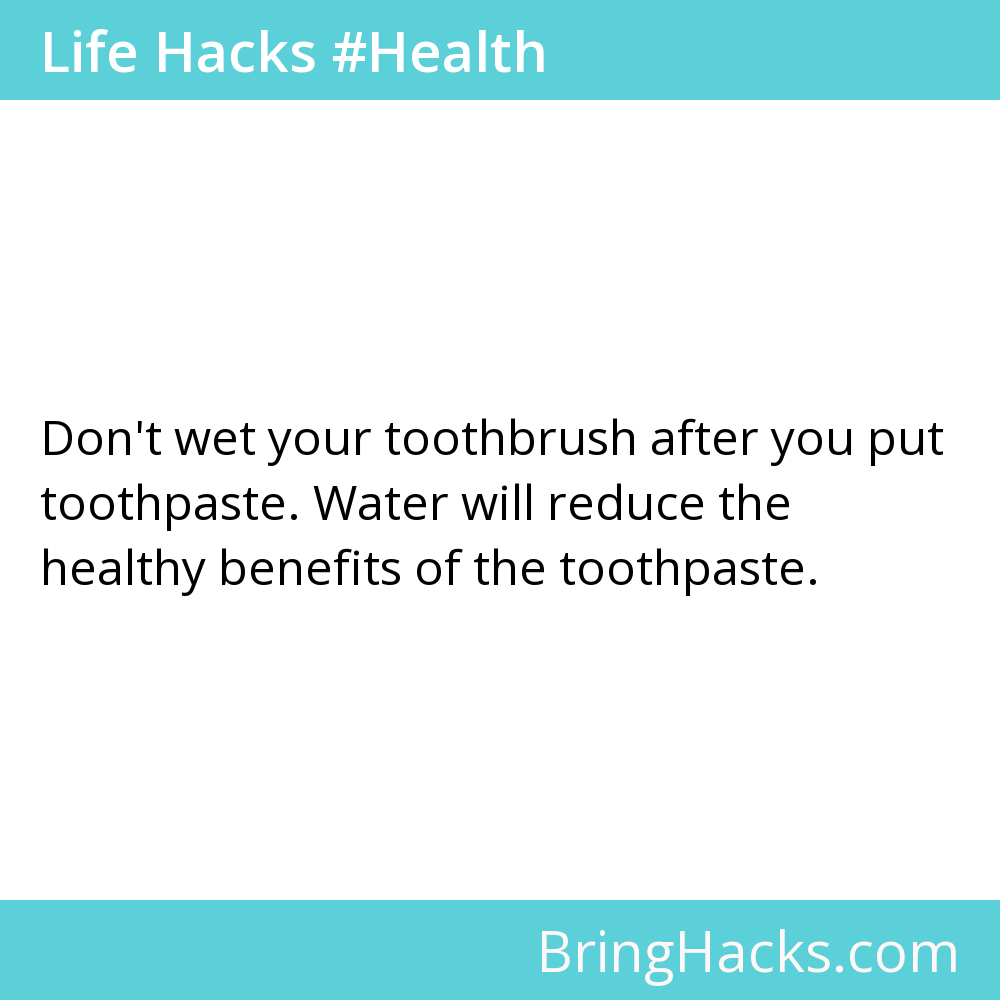 Life Hacks #Health
Don't wet your toothbrush after you put
toothpaste. Water will reduce the
healthy benefits of the toothpaste.
BringHacks.com